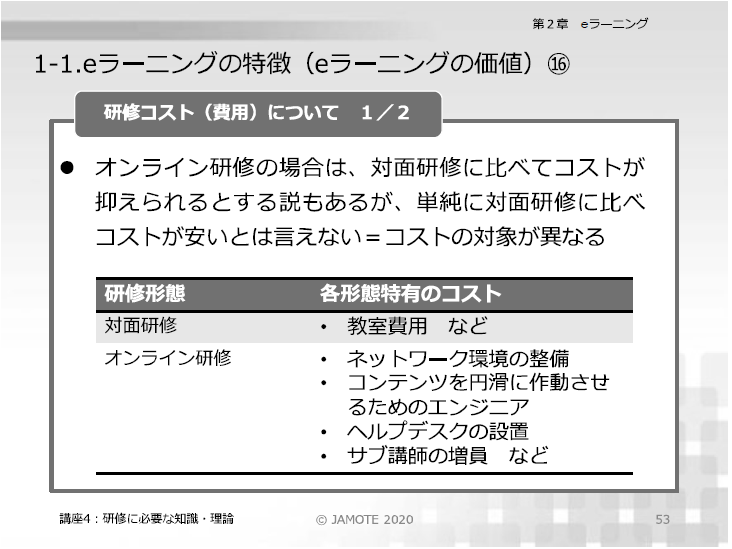 第2章　eラーニング
1-1.eラーニングの特徴（eラーニングの価値）⑯
研修コスト（費用）について　１／２
● オンライン研修の場合は、対面研修に比べてコストが
抑えられるとする説もあるが、単純に対面研修に比べ
コストが安いとは言えない＝コストの対象が異なる
研修形態　各形態特有のコスト
対面研修　• 教室費用　など
オンライン研修　• ネットワーク環境の整備
• コンテンツを円滑に作動させ
るためのエンジニア
• ヘルプデスクの設置
• サブ講師の増員　など
講座4：研修に必要な知識・理論　© JAMOTE 2020　53